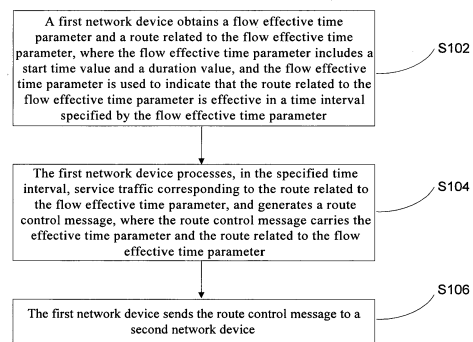 A first network device obtains a flow effective time
parameter and a route related to the flow effective time
parameter, where the flow effective time parameter includes a
start time value and a duration value, and the flow effective
time parameter is used to indicate that the route related to the
flow effective time parameter is effective in a time interval
specified by the flow effective time parameter
S102
The first network device processes, in the specified time
interval, service traffic corresponding to the route related to
the flow effective time parameter, and generates a route
control message, where the route control message carries the
effective time parameter and the route related to the flow
effective time parameter
S104
The first network device sends the route control message to a
second network device
S106